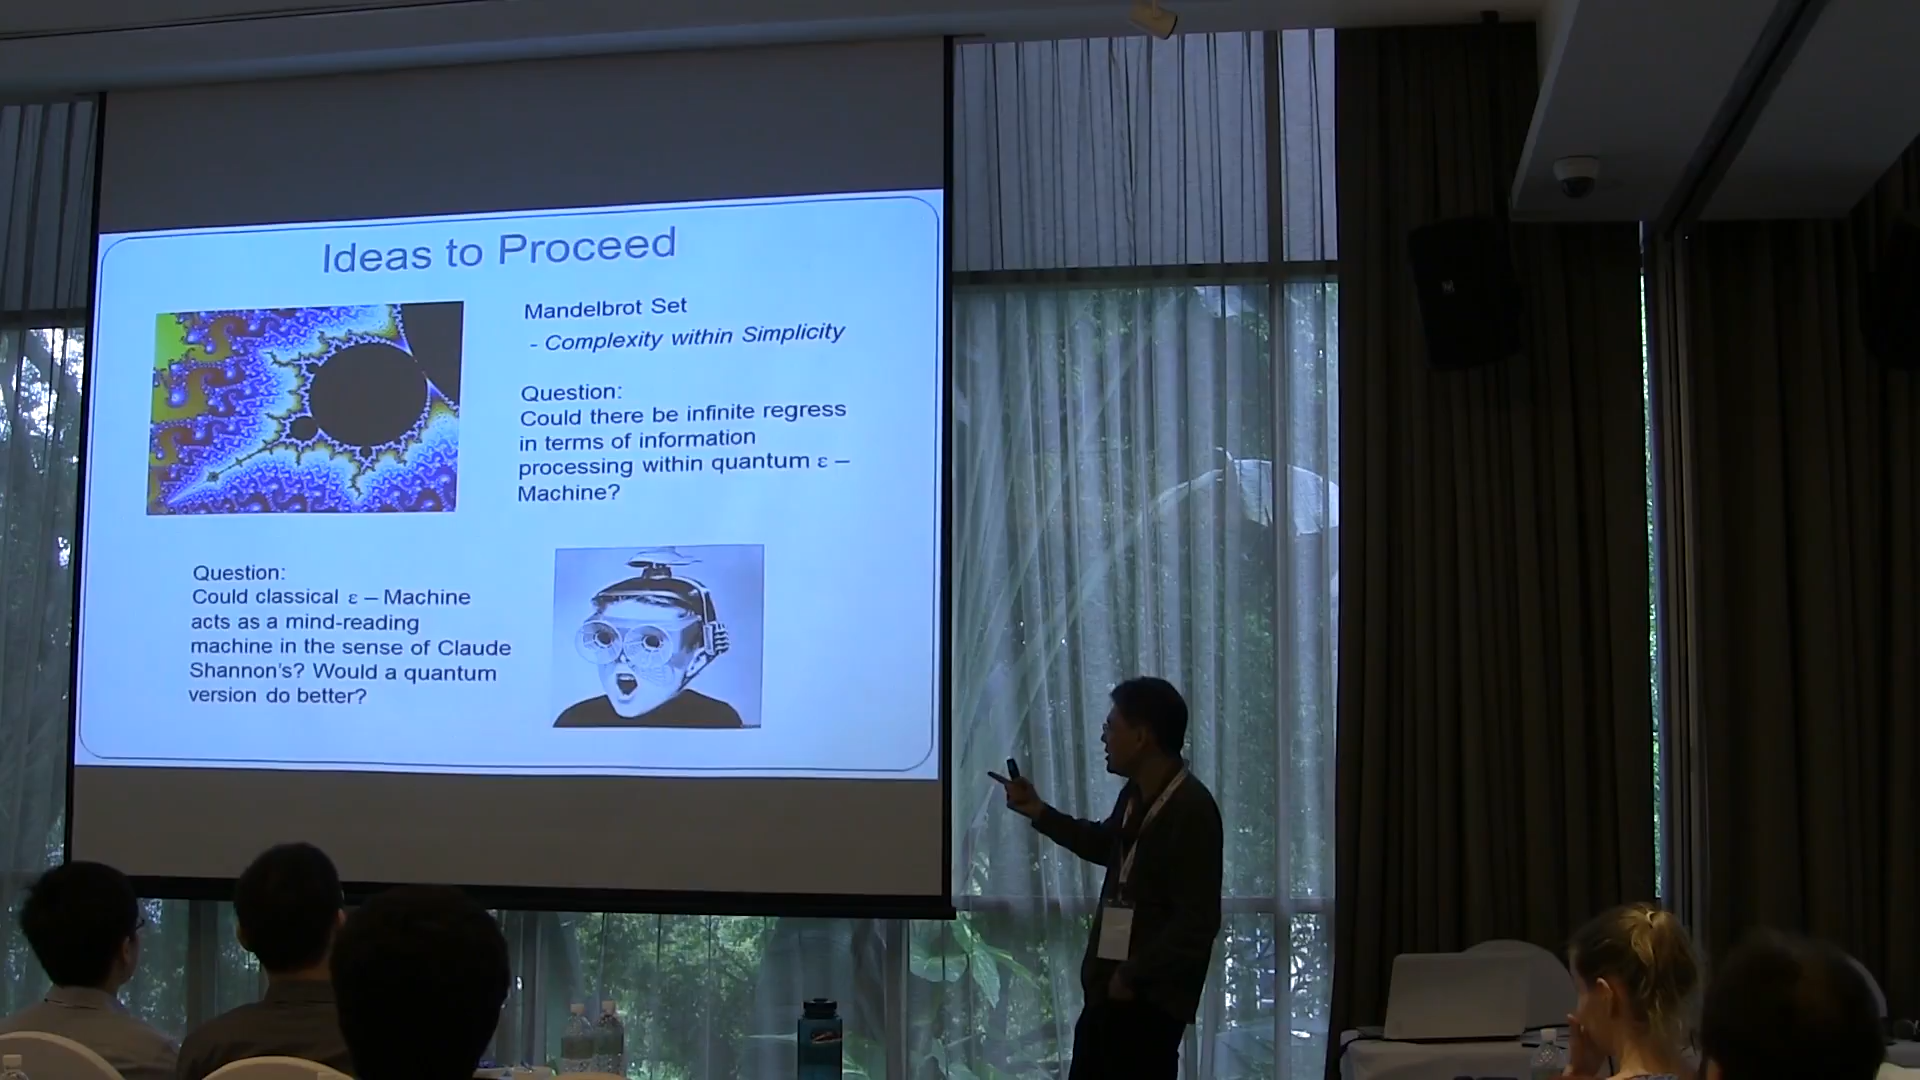 Ideas to Proceed
Mandelbrot Set
- Complexity within Simplicity
Question:
Could there be infinite regress
in terms of information
processing within quantum ε –
Machine?
Question:
Could classical ε – Machine
acts as a mind-reading
machine in the sense of Claude
Shannon's? Would a quantum
version do better?